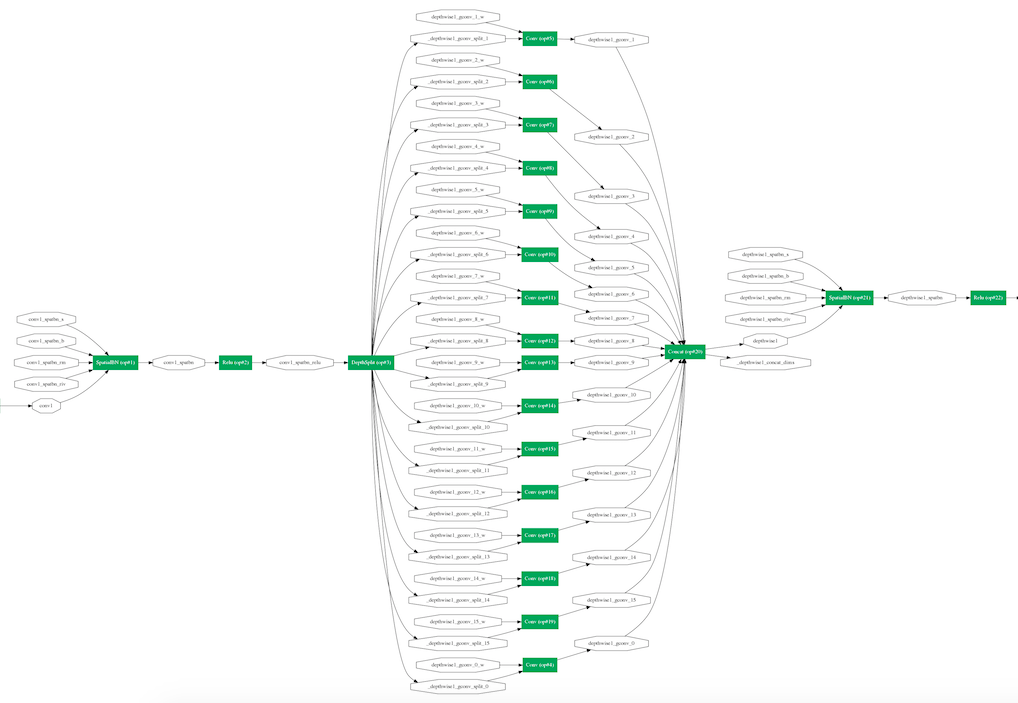 conv1_spatbn_s
conv1_spatbn_b
conv1_spatbn_rm
conv1_spatbn_riv
conv1
SpatialBN (op#1)
conv1_spatbn
Relu (op#2)
conv1_spatbn_relu
DepthSplit (op#3)
depthwise1_gconv_1_w
_depthwise1_gconv_split_1
Conv (op#5)
depthwise1_gconv_1
depthwise1_gconv_2_w
_depthwise1_gconv_split_2
Conv (op#6)
depthwise1_gconv_2
depthwise1_gconv_3_w
_depthwise1_gconv_split_3
Conv (op#7)
depthwise1_gconv_3
depthwise1_gconv_4_w
_depthwise1_gconv_split_4
Conv (op#8)
depthwise1_gconv_4
depthwise1_gconv_5_w
_depthwise1_gconv_split_5
Conv (op#9)
depthwise1_gconv_5
depthwise1_gconv_6_w
_depthwise1_gconv_split_6
Conv (op#10)
depthwise1_gconv_6
depthwise1_gconv_7_w
_depthwise1_gconv_split_7
Conv (op#11)
depthwise1_gconv_7
depthwise1_gconv_8_w
_depthwise1_gconv_split_8
Conv (op#12)
depthwise1_gconv_8
depthwise1_gconv_9_w
_depthwise1_gconv_split_9
Conv (op#13)
depthwise1_gconv_9
depthwise1_gconv_10_w
_depthwise1_gconv_split_10
Conv (op#14)
depthwise1_gconv_10
depthwise1_gconv_11_w
_depthwise1_gconv_split_11
Conv (op#15)
depthwise1_gconv_11
depthwise1_gconv_12_w
_depthwise1_gconv_split_12
Conv (op#16)
depthwise1_gconv_12
depthwise1_gconv_13_w
_depthwise1_gconv_split_13
Conv (op#17)
depthwise1_gconv_13
depthwise1_gconv_14_w
_depthwise1_gconv_split_14
Conv (op#18)
depthwise1_gconv_14
depthwise1_gconv_15_w
_depthwise1_gconv_split_15
Conv (op#19)
depthwise1_gconv_15
depthwise1_gconv_0_w
_depthwise1_gconv_split_0
Conv (op#4)
depthwise1_gconv_0
Concat (op#20)
depthwise1_spatbn_s
depthwise1_spatbn_b
depthwise1_spatbn_rm
depthwise1_spatbn_riv
depthwise1
_depthwise1_concat_dims
SpatialBN (op#21)
depthwise1_spatbn
Relu (op#22)